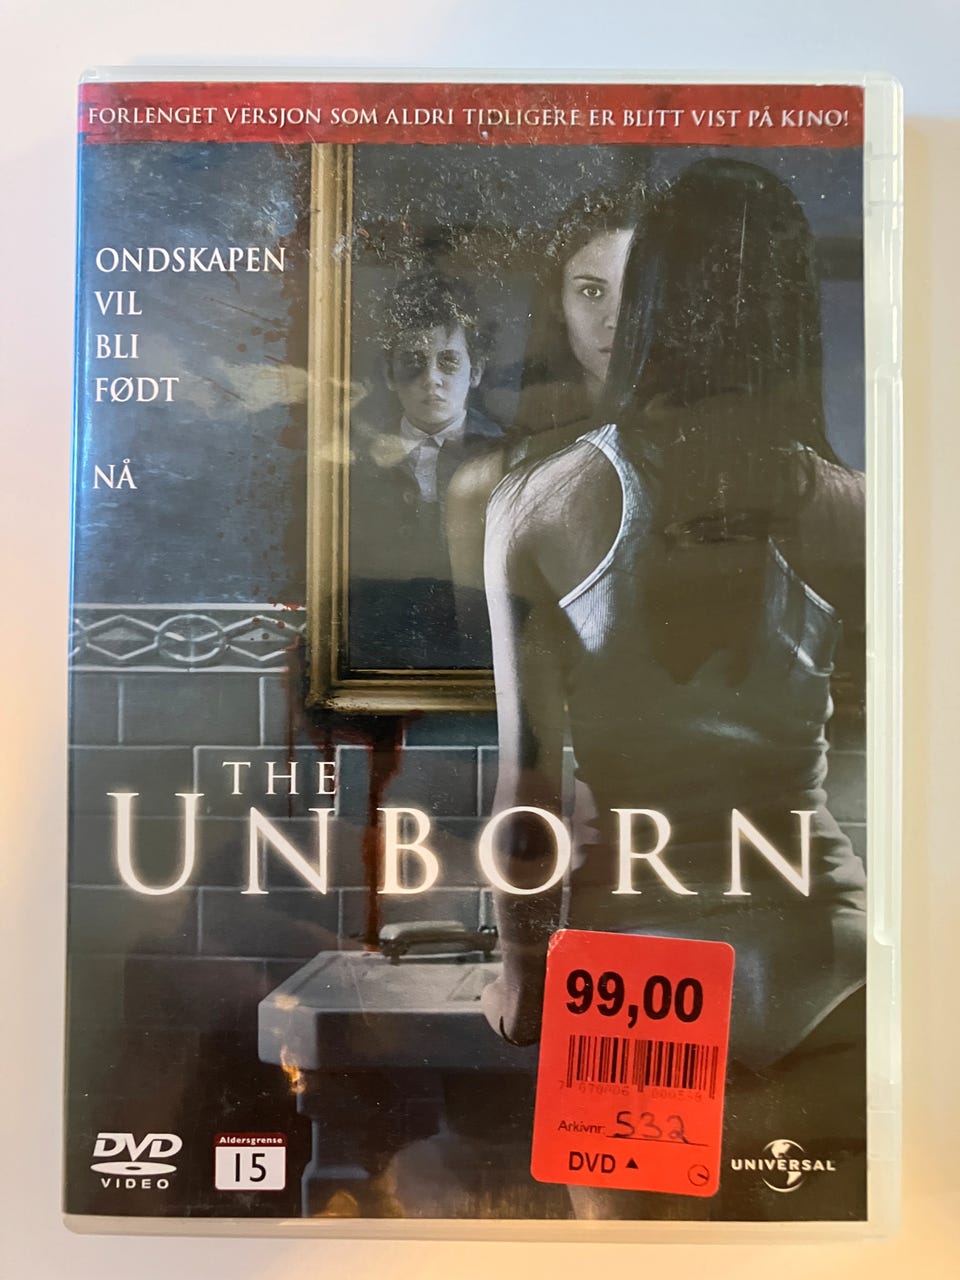 FORLENGET VERSJON SOM ALDRI TIDLIGERE ER BLITT VIST PÅ KINO!
ONDSKAPEN
VIL
BLI
FØDT
NÅ
THE
UNBORN
99,00
Arkivnr: 532
DVD ▲
DVD
VIDEO
Aldersgrense
15
UNIVERSAL